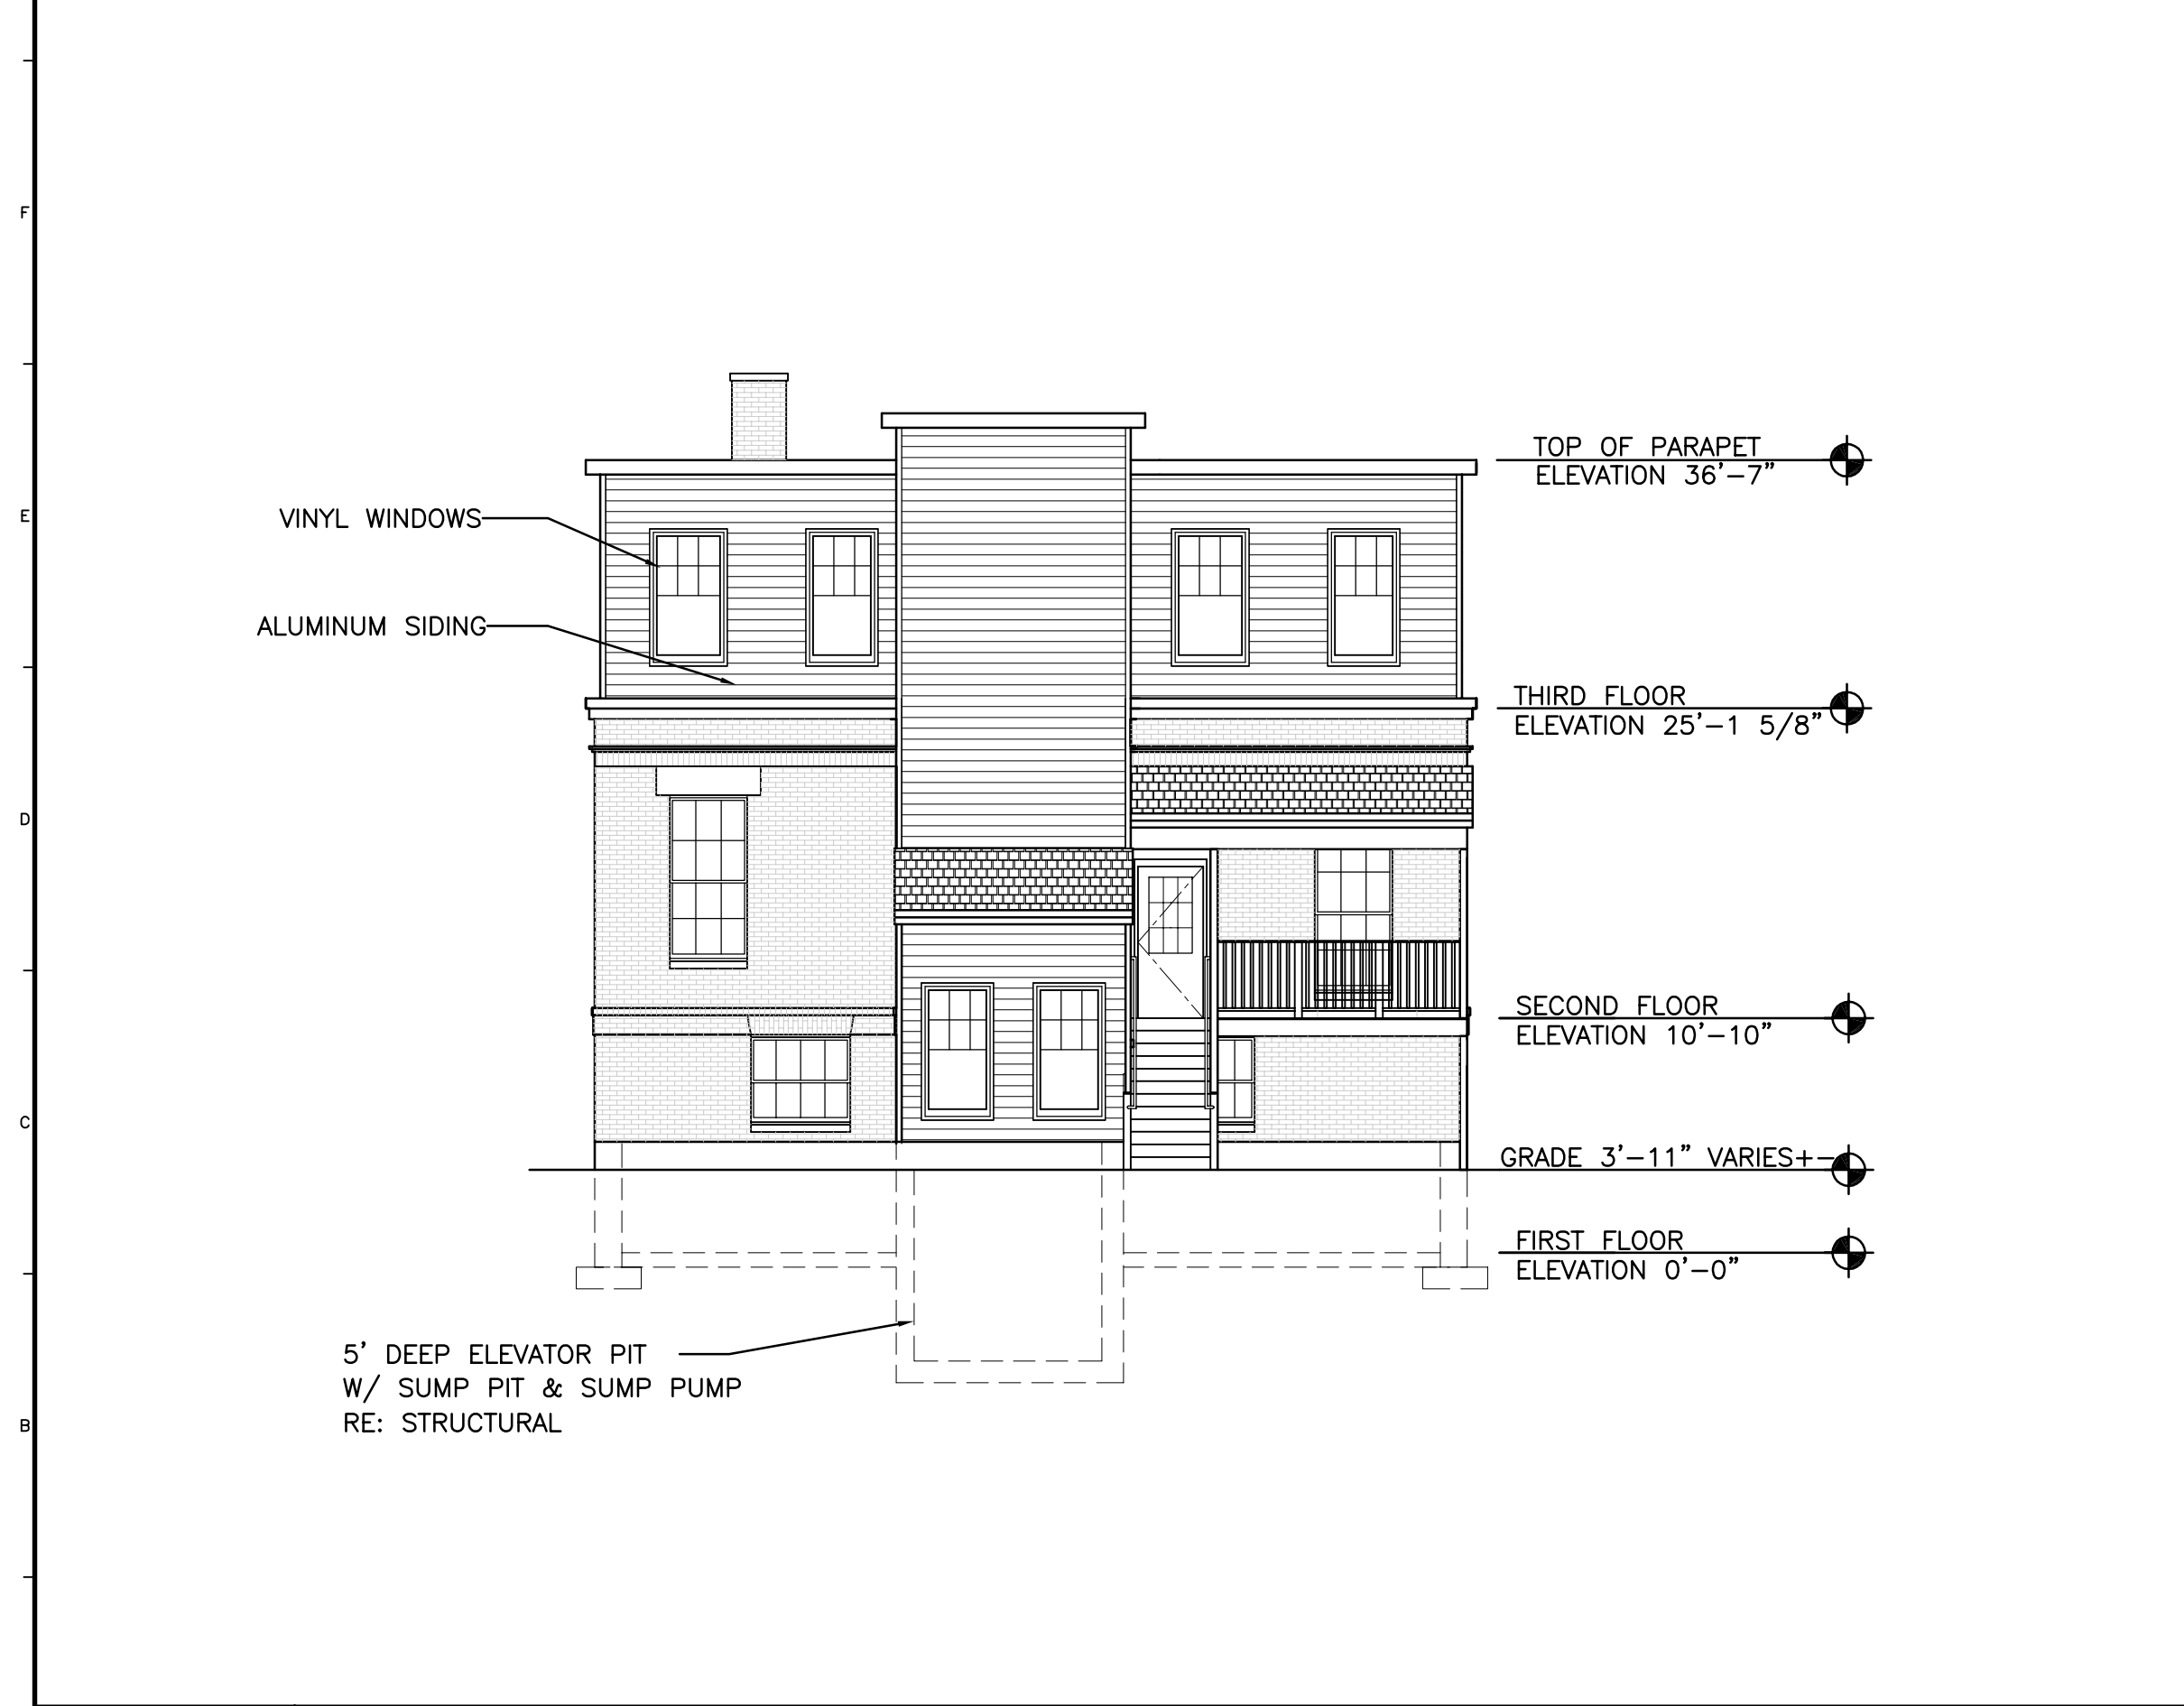 F
TOP OF PARAPET
ELEVATION 36'-7"
E
VINYL WINDOWS
ALUMINUM SIDING
THIRD FLOOR
ELEVATION 25'-1 5/8"
D
SECOND FLOOR
ELEVATION 10'-10"
C
GRADE 3'-11" VARIES+-
FIRST FLOOR
ELEVATION 0'-0"
5' DEEP ELEVATOR PIT
W/ SUMP PIT & SUMP PUMP
RE: STRUCTURAL
B